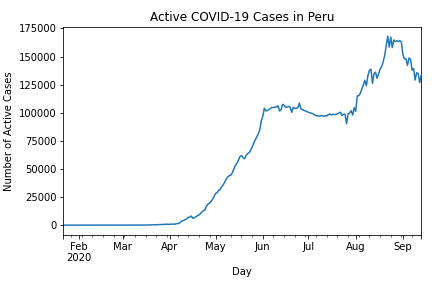 Active COVID-19 Cases in Peru
175000
150000
125000
100000
75000
50000
25000
0
Number of Active Cases
Feb Mar Apr May Jun Jul Aug Sep
2020
Day